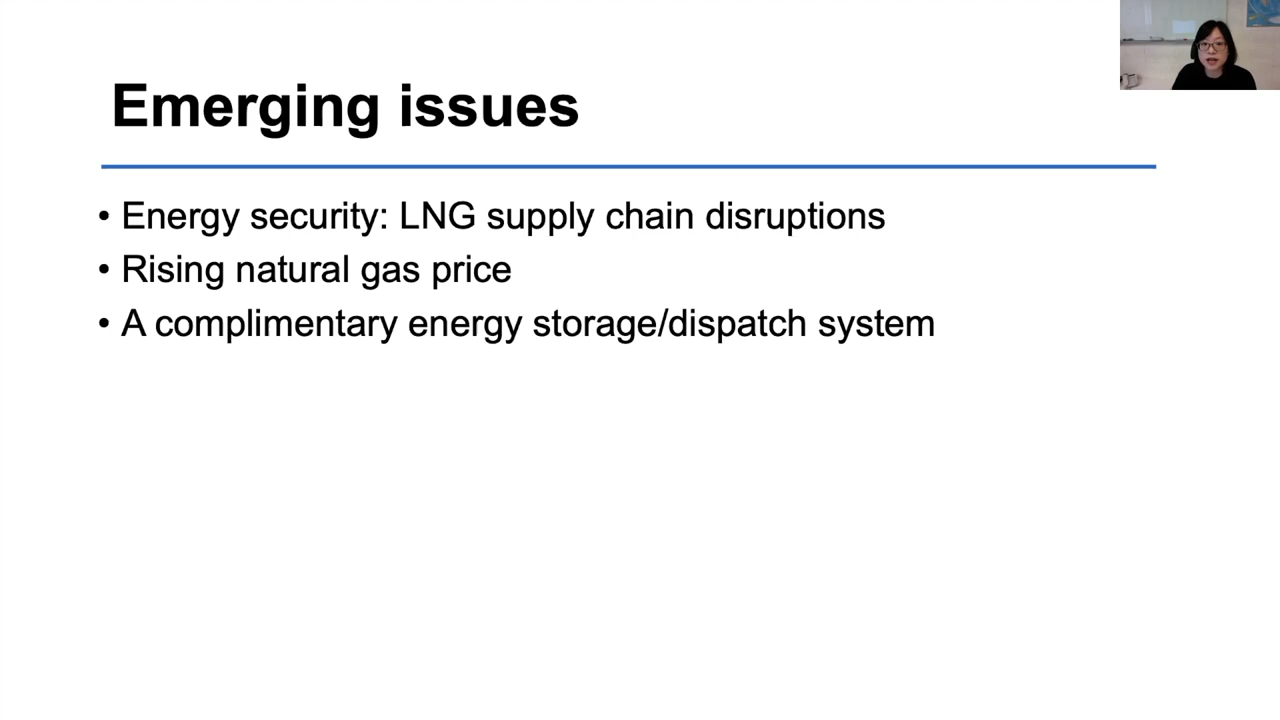 Emerging issues
• Energy security: LNG supply chain disruptions
• Rising natural gas price
• A complimentary energy storage/dispatch system